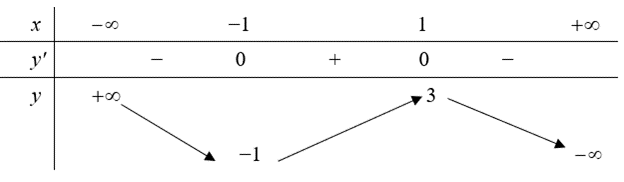 x −∞ −1 1 +∞
y′ − 0 + 0 −
y +∞ 3
−1 −∞